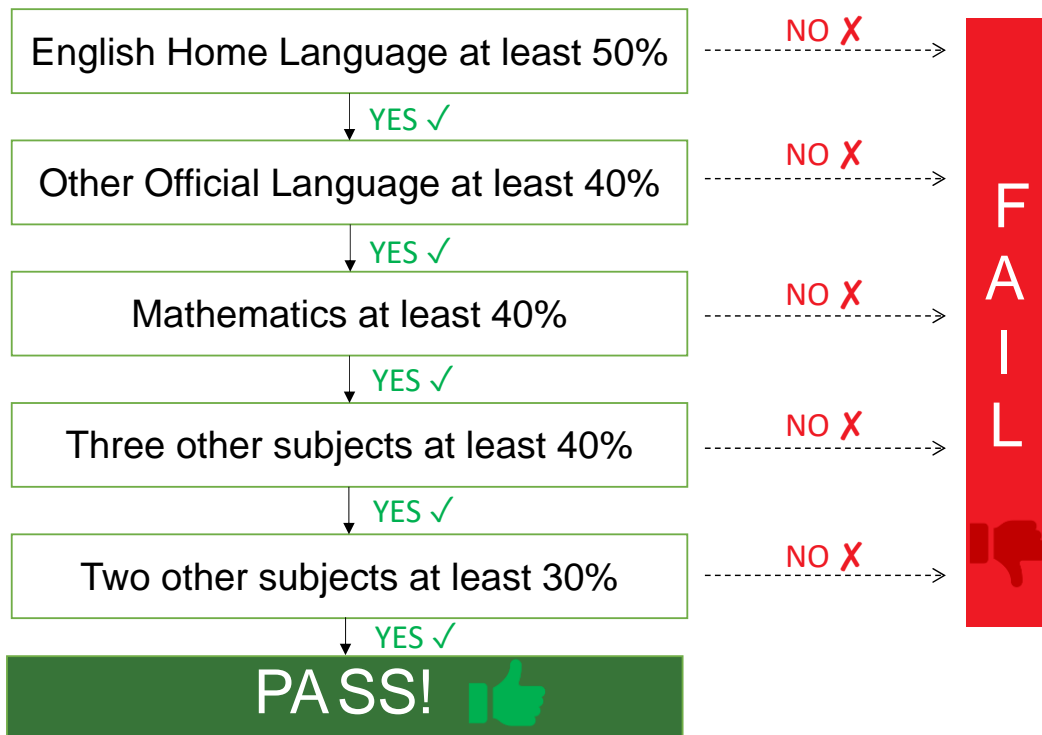 English Home Language at least 50%
NO ✗
YES ✓
Other Official Language at least 40%
NO ✗
YES ✓
Mathematics at least 40%
NO ✗
YES ✓
Three other subjects at least 40%
NO ✗
YES ✓
Two other subjects at least 30%
NO ✗
YES ✓
PASS!
F
A
I
L